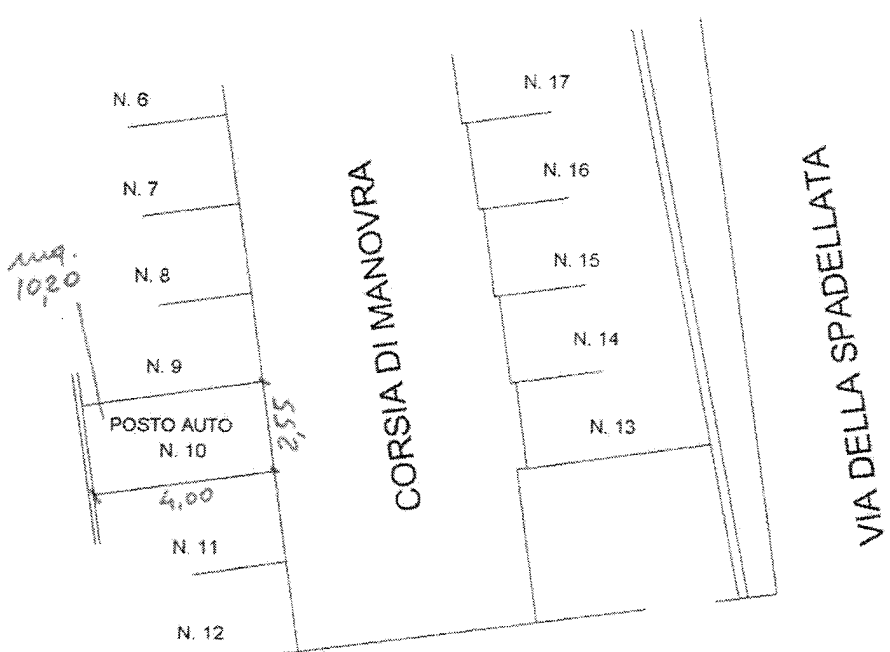 N. 6
N. 7
N. 8
mq.
10,20
N. 9
POSTO AUTO
N. 10
2,55
4,00
N. 11
N. 12
CORSIA DI MANOVRA
N. 17
N. 16
N. 15
N. 14
N. 13
VIA DELLA SPADELLATA